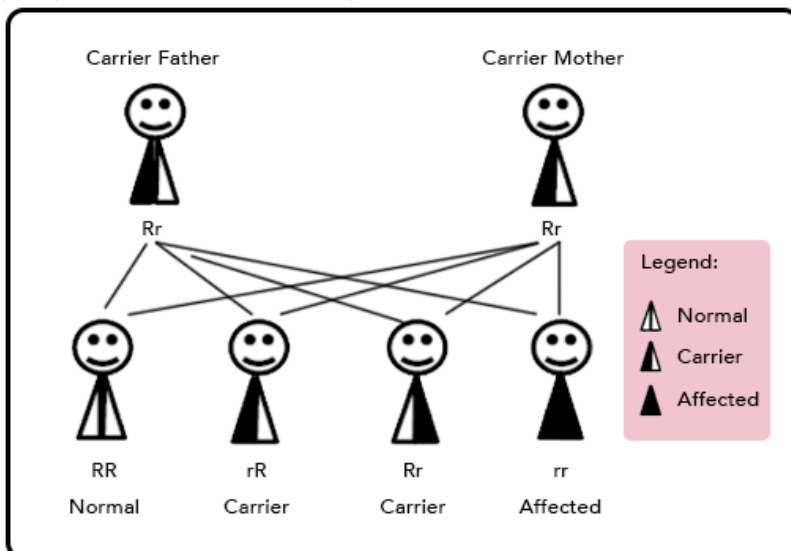 Carrier Father
Carrier Mother
Rr
Rr
Legend:
Normal
Carrier
Affected
RR
rR
Rr
rr
Normal
Carrier
Carrier
Affected